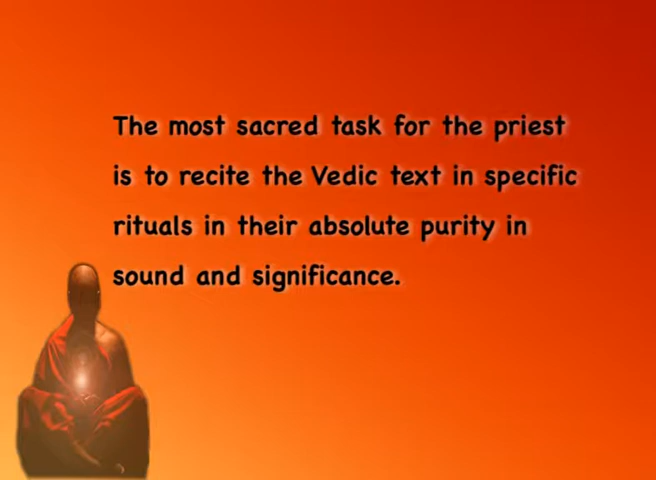 The most sacred task for the priest
is to recite the Vedic text in specific
rituals in their absolute purity in
sound and significance.